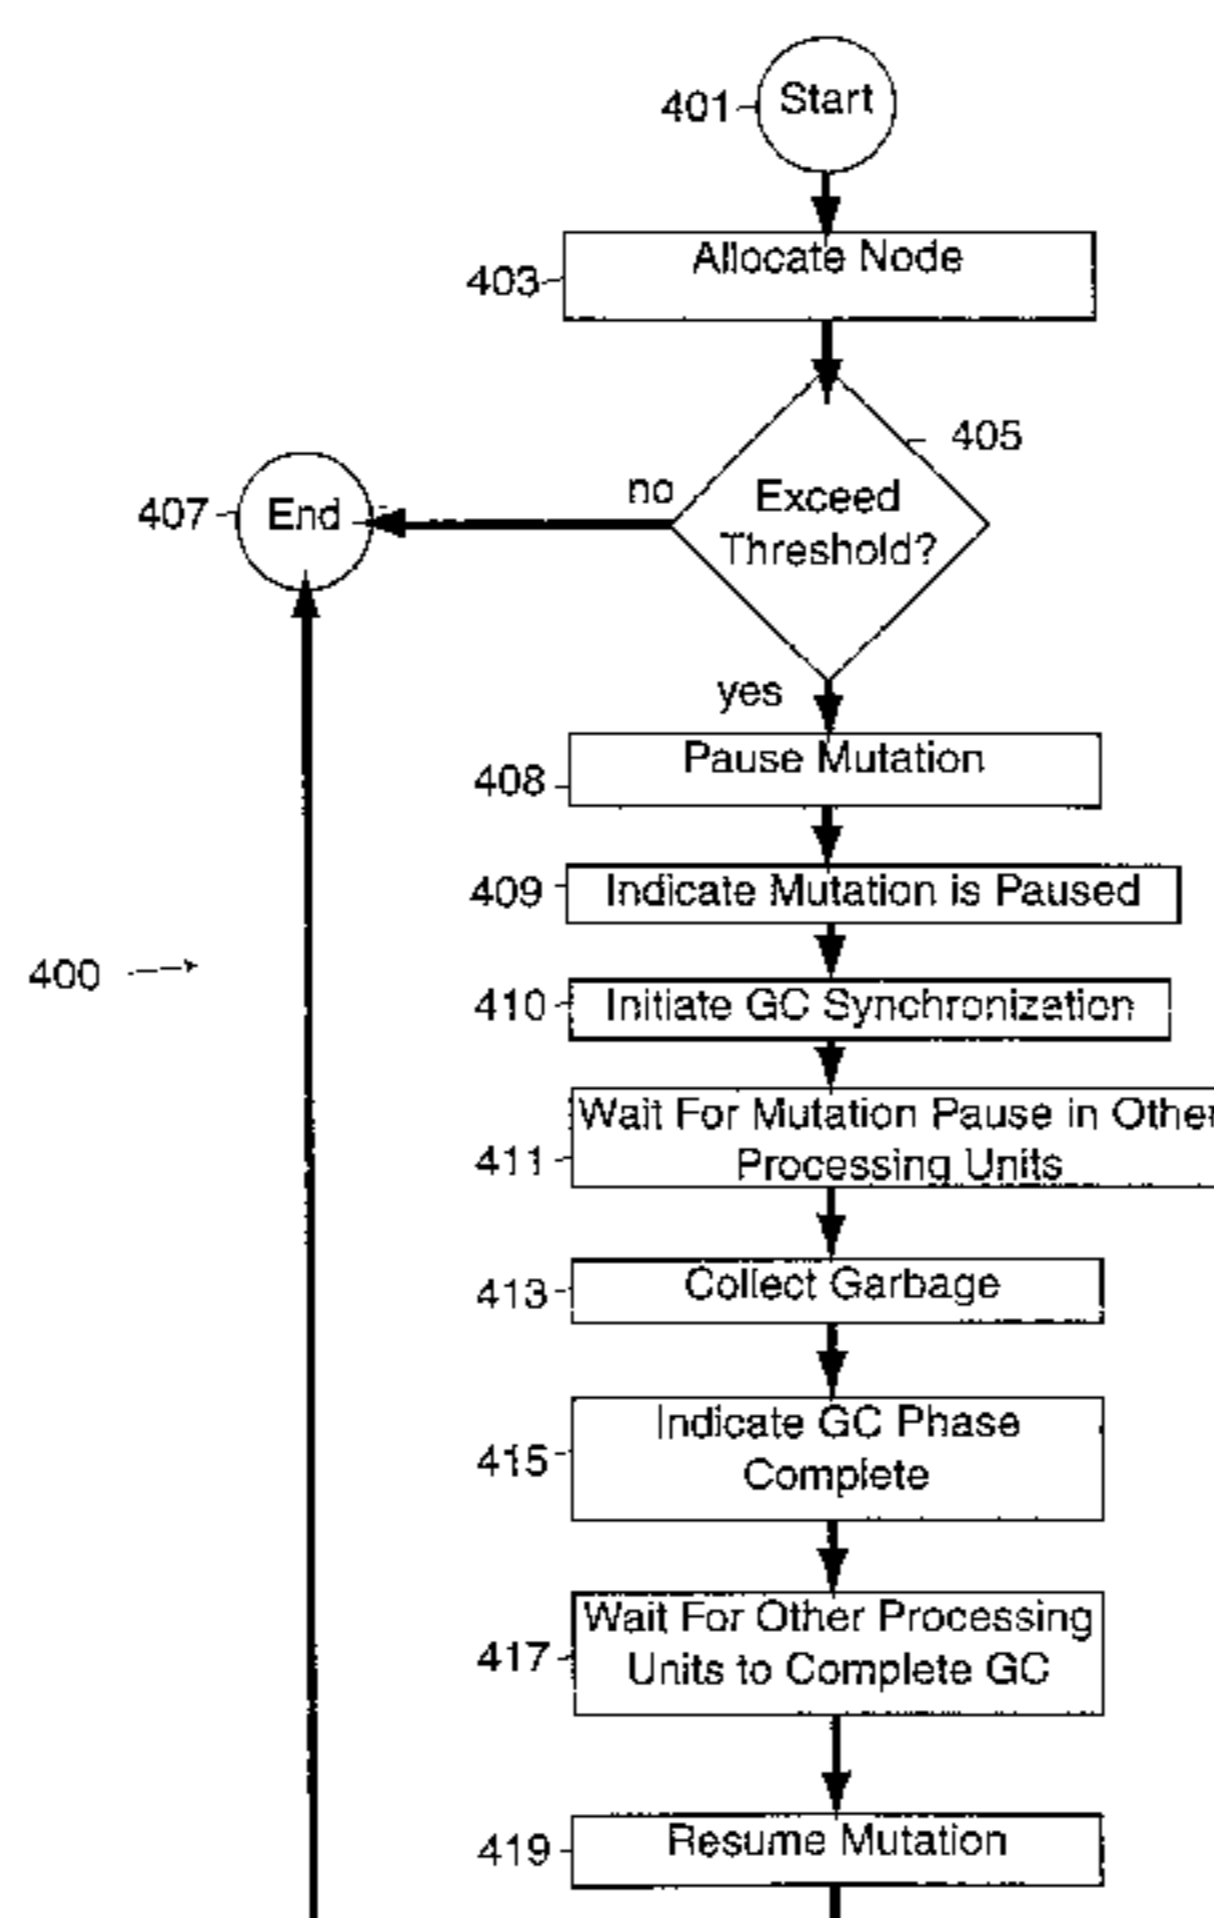 401 Start
403 Allocate Node
405
no
Exceed
Threshold?
407 End
yes
408 Pause Mutation
409 Indicate Mutation is Paused
400
410 Initiate GC Synchronization
411 Wait For Mutation Pause in Other
Processing Units
413 Collect Garbage
415 Indicate GC Phase
Complete
417 Wait For Other Processing
Units to Complete GC
419 Resume Mutation